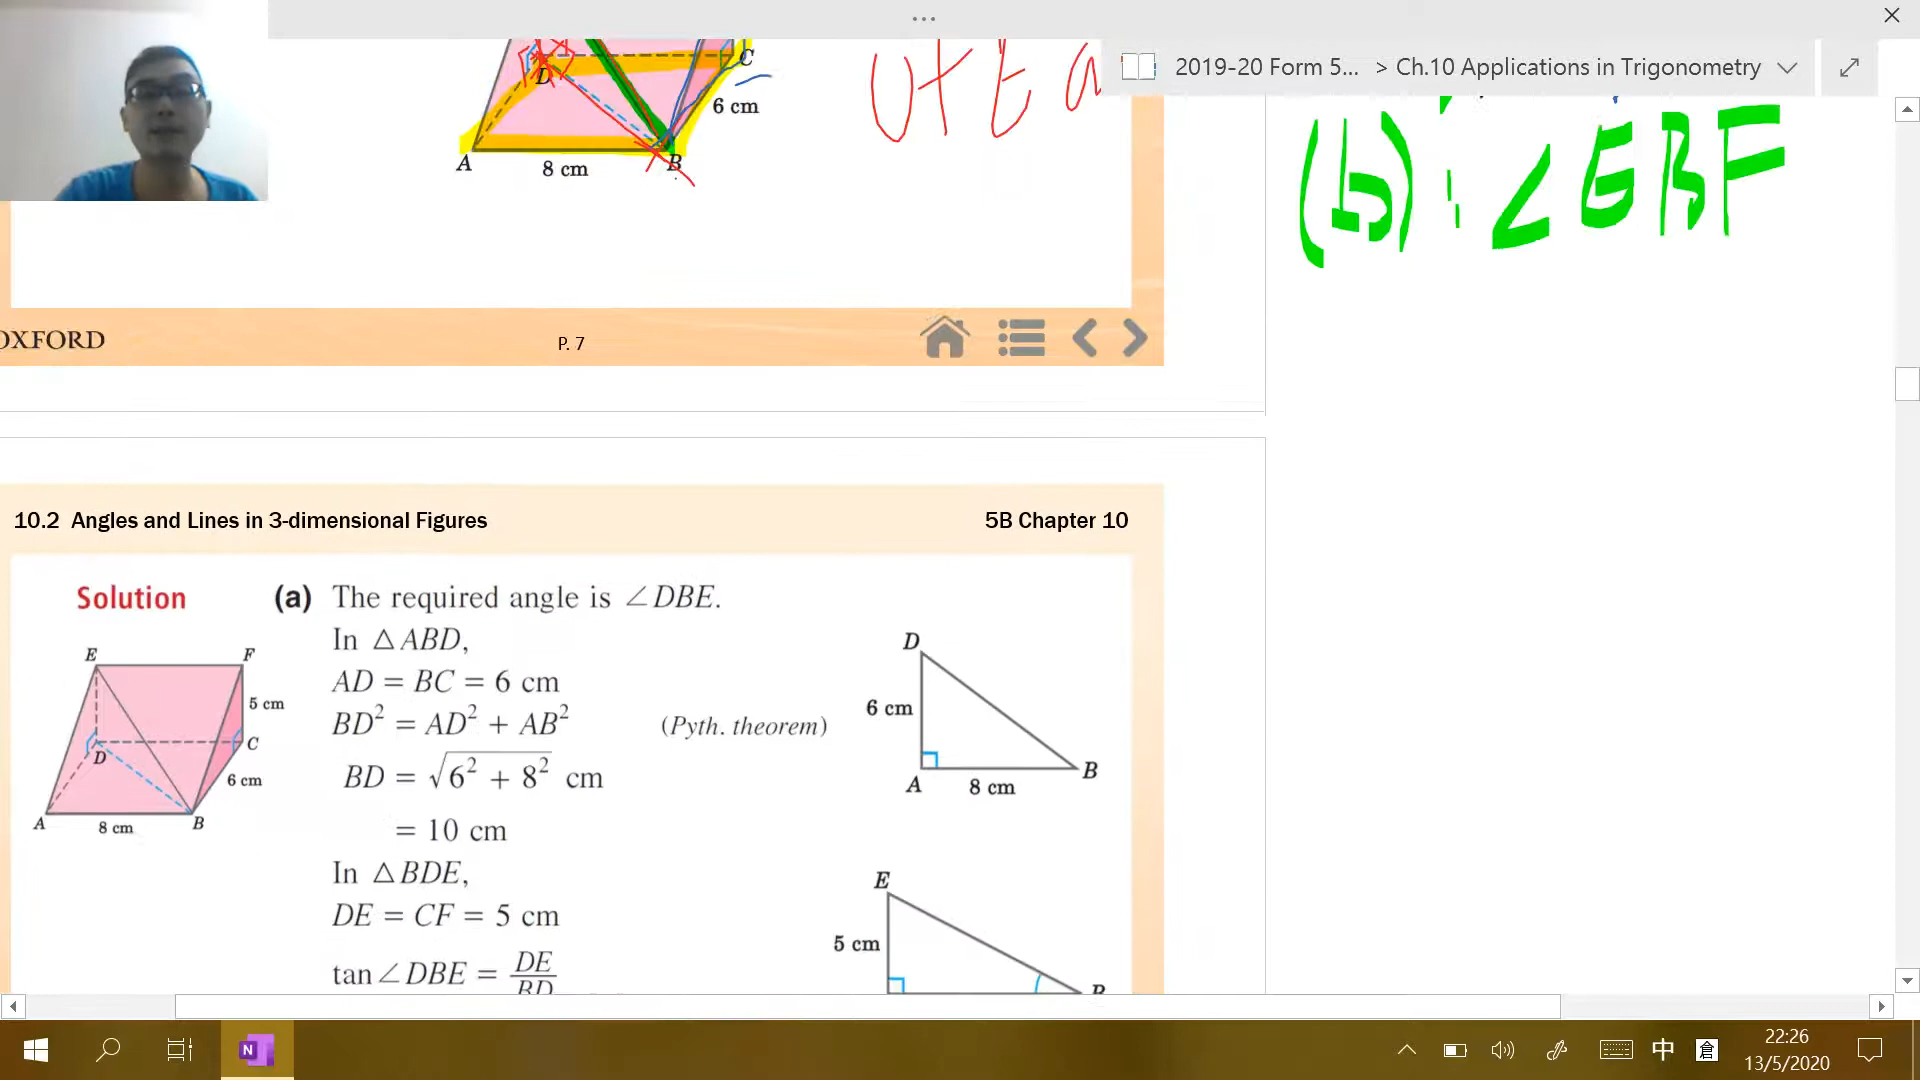 2019-20 Form 5... > Ch.10 Applications in Trigonometry
D
C
6 cm
A
8 cm
B
(b): ∠EBF
OXFORD
P. 7
10.2 Angles and Lines in 3-dimensional Figures
5B Chapter 10
Solution
(a) The required angle is ∠DBE.
In △ABD,
AD = BC = 6 cm
BD² = AD² + AB² (Pyth. theorem)
BD = √6² + 8² cm
= 10 cm
In △BDE,
DE = CF = 5 cm
tan∠DBE = DE
BD
E
F
5 cm
D
C
6 cm
A
8 cm
B
D
6 cm
A
8 cm
B
E
5 cm
B
N
中
倉
22:26
13/5/2020